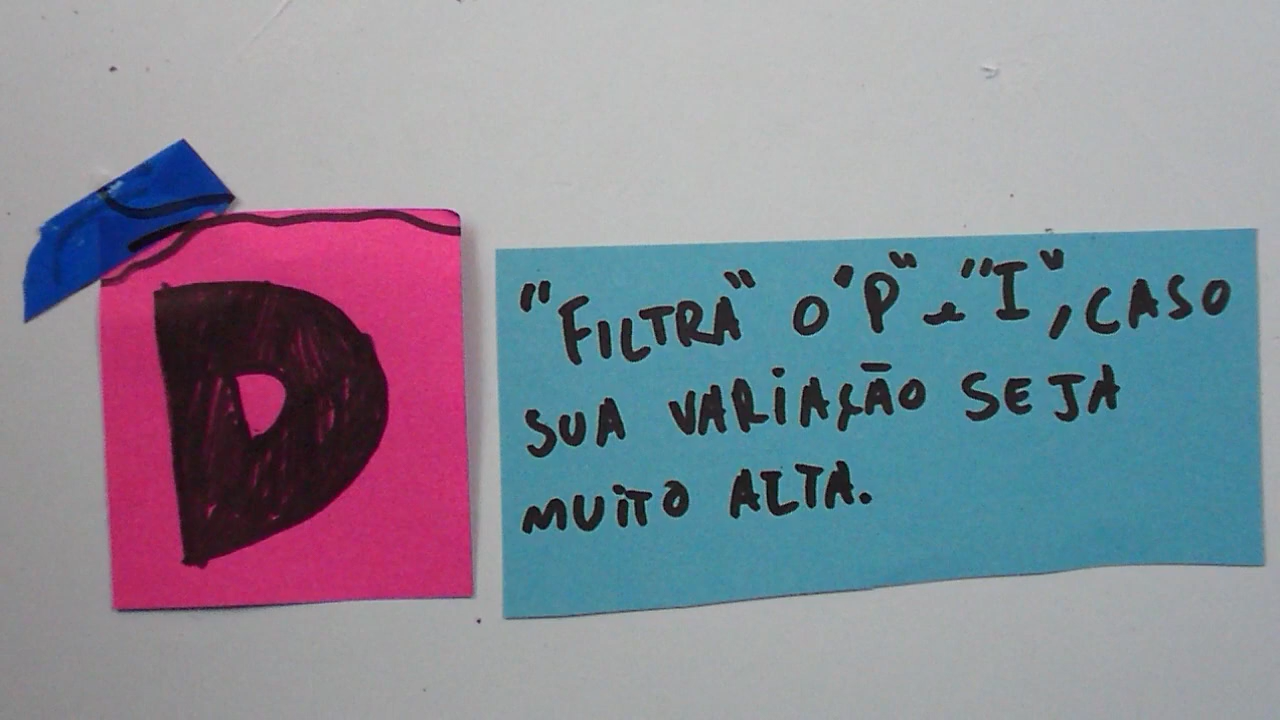 D
"FILTRA" O "P" e "I", CASO
SUA VARIAÇÃO SEJA
MUITO ALTA.